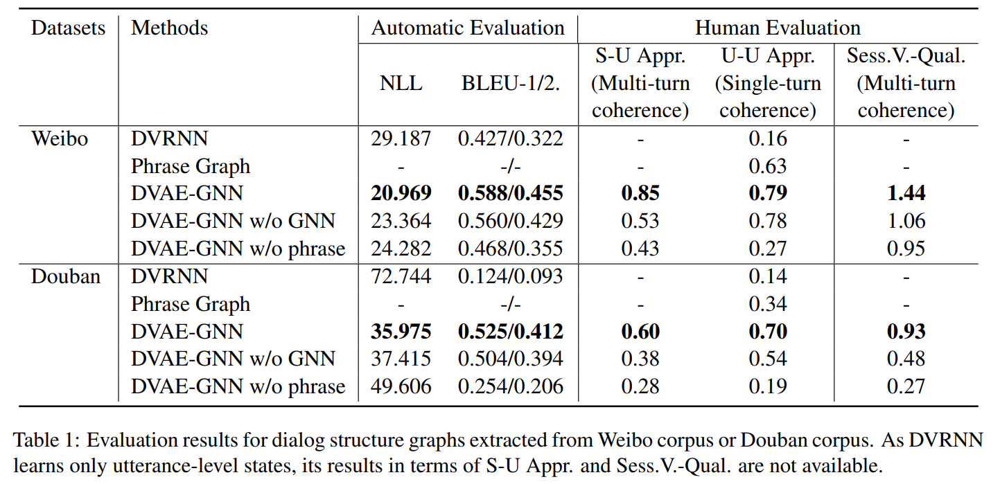 Datasets Methods Automatic Evaluation Human Evaluation
NLL BLEU-1/2. S-U Appr. (Multi-turn coherence) U-U Appr. (Single-turn coherence) Sess.V.-Qual. (Multi-turn coherence)
Weibo DVRNN 29.187 0.427/0.322 - 0.16 -
Phrase Graph - -/- - 0.63 -
DVAE-GNN 20.969 0.588/0.455 0.85 0.79 1.44
DVAE-GNN w/o GNN 23.364 0.560/0.429 0.53 0.78 1.06
DVAE-GNN w/o phrase 24.282 0.468/0.355 0.43 0.27 0.95
Douban DVRNN 72.744 0.124/0.093 - 0.14 -
Phrase Graph - -/- - 0.34 -
DVAE-GNN 35.975 0.525/0.412 0.60 0.70 0.93
DVAE-GNN w/o GNN 37.415 0.504/0.394 0.38 0.54 0.48
DVAE-GNN w/o phrase 49.606 0.254/0.206 0.28 0.19 0.27
Table 1: Evaluation results for dialog structure graphs extracted from Weibo corpus or Douban corpus. As DVRNN
learns only utterance-level states, its results in terms of S-U Appr. and Sess.V.-Qual. are not available.